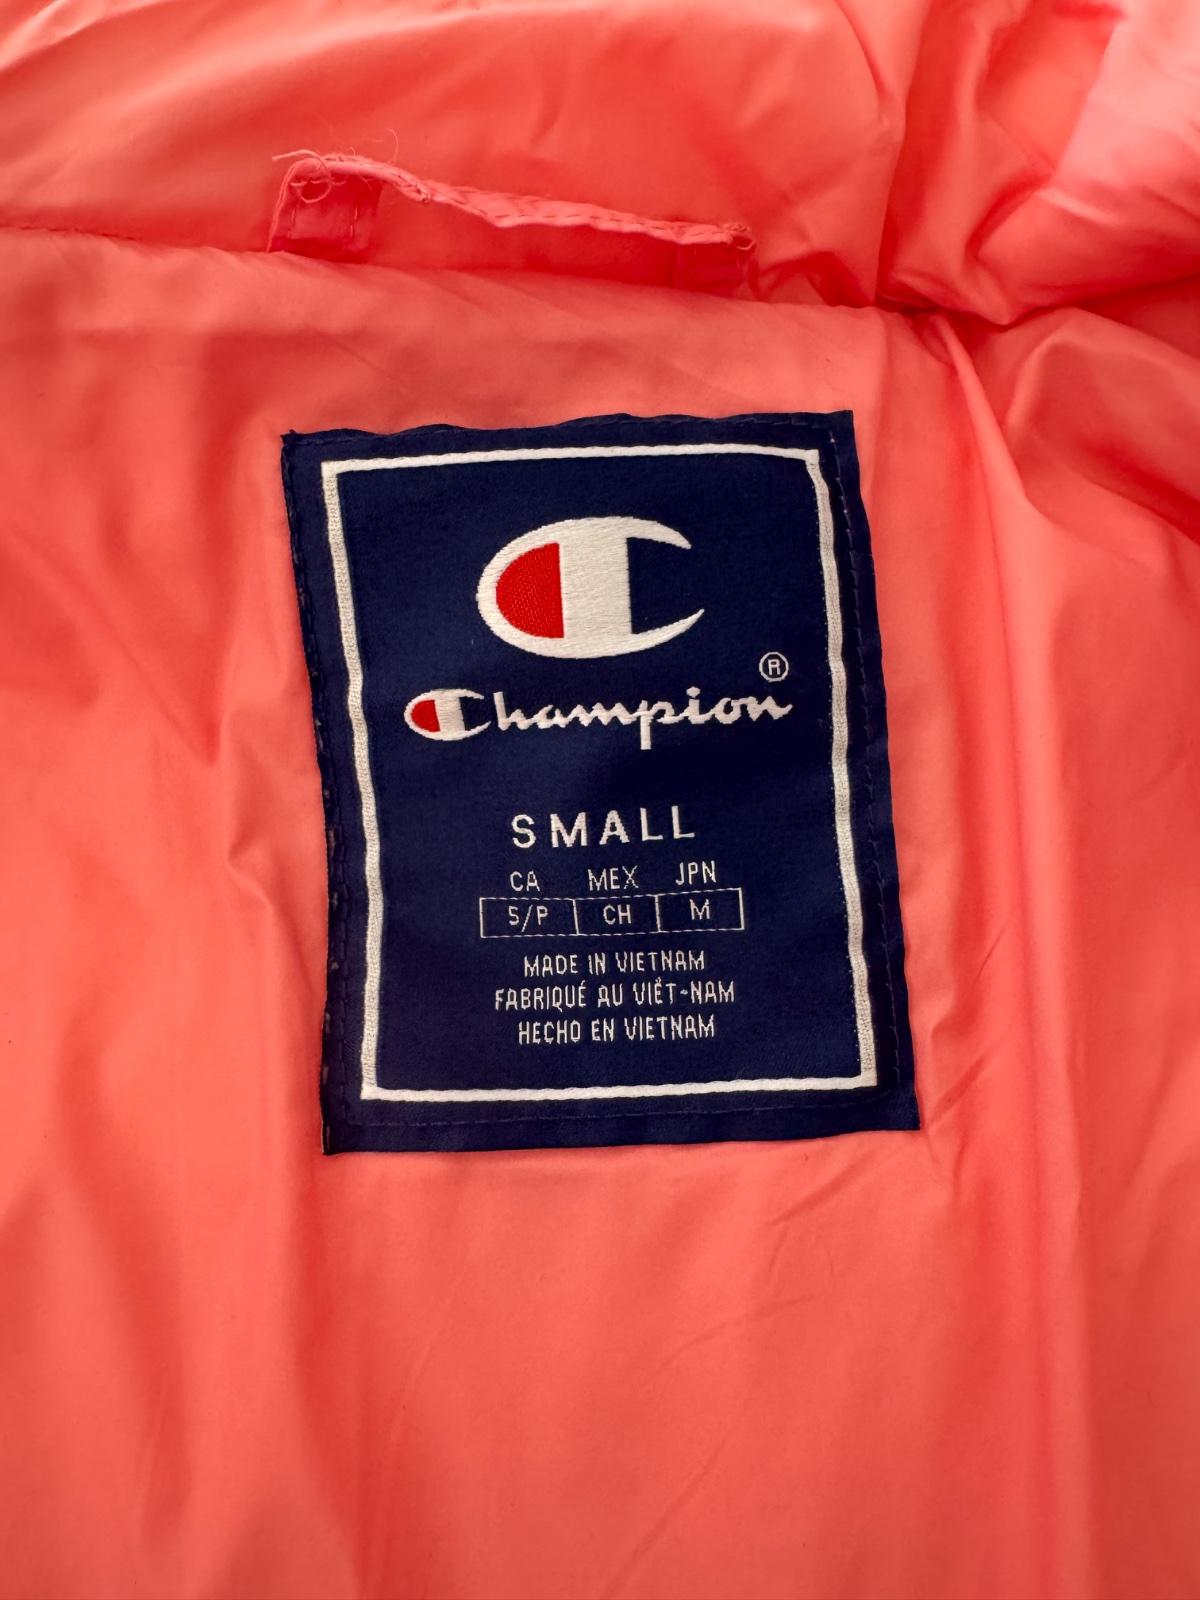 ®
Champion
SMALL
CA MEX JPN
S/P CH M
MADE IN VIETNAM
FABRIQUÉ AU VIÊT-NAM
HECHO EN VIETNAM